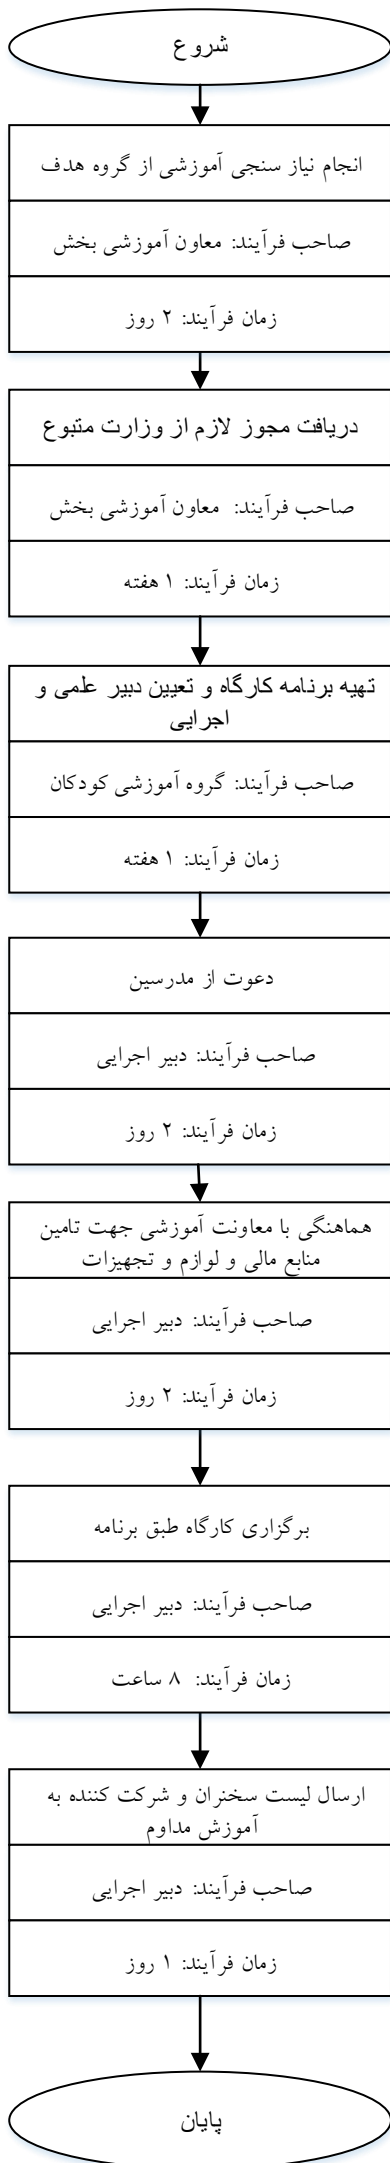 شروع
انجام نیاز سنجی آموزشی از گروه هدف
صاحب فرآیند: معاون آموزشی بخش
زمان فرآیند: ۲ روز
دریافت مجوز لازم از وزارت متبوع
صاحب فرآیند: معاون آموزشی بخش
زمان فرآیند: ۱ هفته
تهیه برنامه کارگاه و تعیین دبیر علمی و
اجرایی
صاحب فرآیند: گروه آموزشی کودکان
زمان فرآیند: ۱ هفته
دعوت از مدرسین
صاحب فرآیند: دبیر اجرایی
زمان فرآیند: ۲ روز
هماهنگی با معاونت آموزشی جهت تامین
منابع مالی و لوازم و تجهیزات
صاحب فرآیند: دبیر اجرایی
زمان فرآیند: ۲ روز
برگزاری کارگاه طبق برنامه
صاحب فرآیند: دبیر اجرایی
زمان فرآیند: ۸ ساعت
ارسال لیست سخنران و شرکت کننده به
آموزش مداوم
صاحب فرآیند: دبیر اجرایی
زمان فرآیند: ۱ روز
پایان